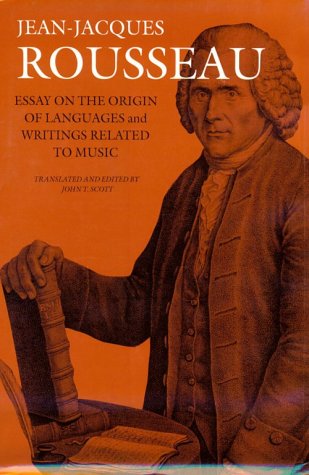 JEAN-JACQUES
ROUSSEAU
ESSAY ON THE ORIGIN
OF LANGUAGES and
WRITINGS RELATED
TO MUSIC
TRANSLATED AND EDITED BY
JOHN T. SCOTT